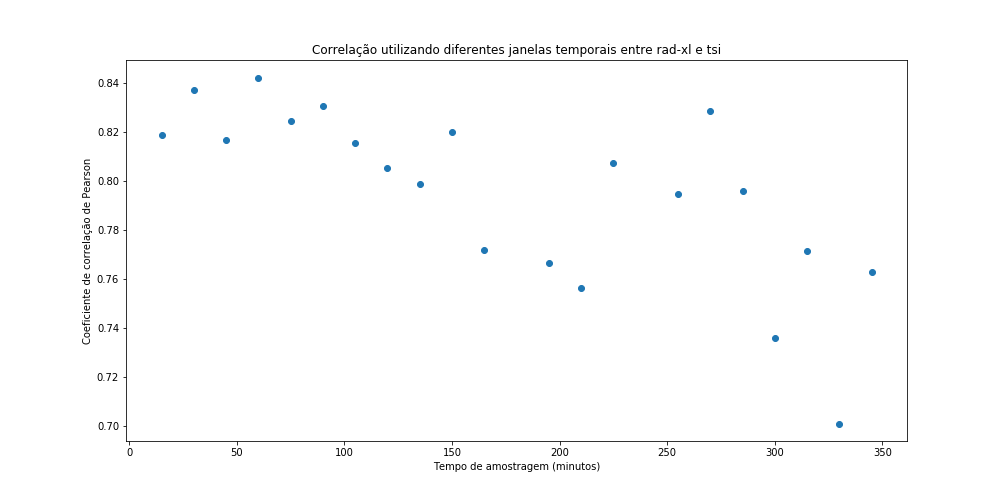 Correlação utilizando diferentes janelas temporais entre rad-xl e tsi
Coeficiente de correlação de Pearson
0.84
0.82
0.80
0.78
0.76
0.74
0.72
0.70
0 50 100 150 200 250 300 350
Tempo de amostragem (minutos)